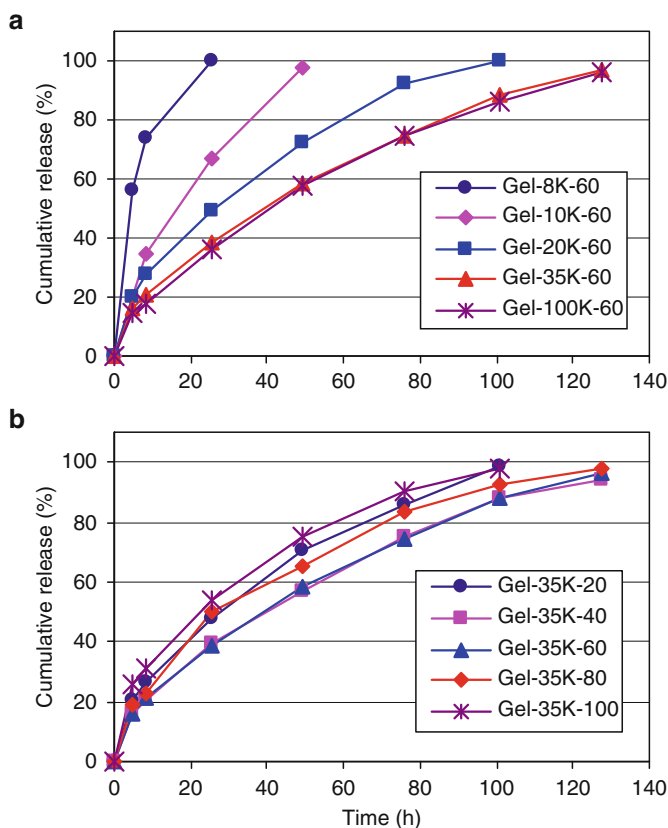 a
Cumulative release (%)
100
80
60
40
20
0
Gel-8K-60
Gel-10K-60
Gel-20K-60
Gel-35K-60
Gel-100K-60
0 20 40 60 80 100 120 140
b
Cumulative release (%)
100
80
60
40
20
0
Gel-35K-20
Gel-35K-40
Gel-35K-60
Gel-35K-80
Gel-35K-100
0 20 40 60 80 100 120 140
Time (h)